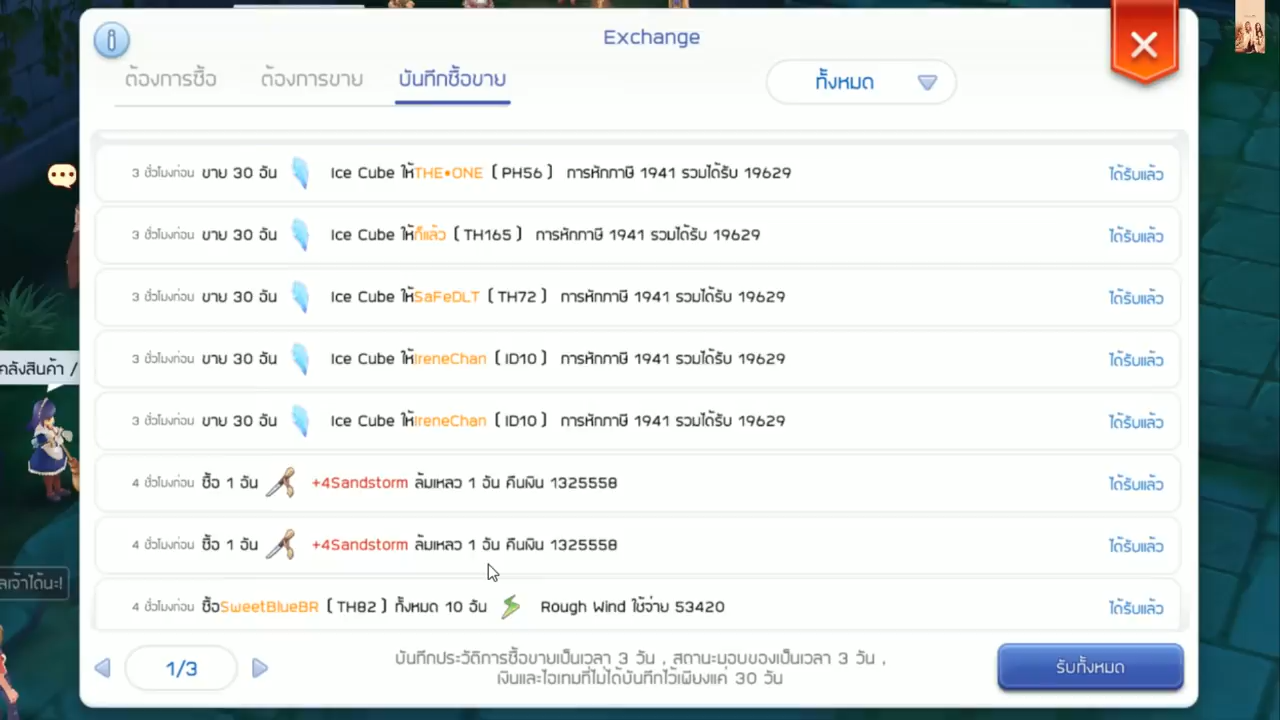 Exchange
ต้องการซื้อ ต้องการขาย บันทึกซื้อขาย ทั้งหมด
3 ชั่วโมงก่อน ขาย 30 อัน Ice Cube ให้THE•ONE (PH56) การหักภาษี 1941 รวมได้รับ 19629 ได้รับแล้ว
3 ชั่วโมงก่อน ขาย 30 อัน Ice Cube ให้ก็แล้ว (TH165) การหักภาษี 1941 รวมได้รับ 19629 ได้รับแล้ว
3 ชั่วโมงก่อน ขาย 30 อัน Ice Cube ให้SaFeDLT (TH72) การหักภาษี 1941 รวมได้รับ 19629 ได้รับแล้ว
3 ชั่วโมงก่อน ขาย 30 อัน Ice Cube ให้IreneChan (ID10) การหักภาษี 1941 รวมได้รับ 19629 ได้รับแล้ว
3 ชั่วโมงก่อน ขาย 30 อัน Ice Cube ให้IreneChan (ID10) การหักภาษี 1941 รวมได้รับ 19629 ได้รับแล้ว
4 ชั่วโมงก่อน ซื้อ 1 อัน +4Sandstorm ล้มเหลว 1 อัน คืนเงิน 1325558 ได้รับแล้ว
4 ชั่วโมงก่อน ซื้อ 1 อัน +4Sandstorm ล้มเหลว 1 อัน คืนเงิน 1325558 ได้รับแล้ว
4 ชั่วโมงก่อน ซื้อSweetBlueBR (TH82) ทั้งหมด 10 อัน Rough Wind ใช้จ่าย 53420 ได้รับแล้ว
คลังสินค้า /
ลเจ้าได้นะ!
1/3
บันทึกประวัติการซื้อขายเป็นเวลา 3 วัน , สถานะมอบของเป็นเวลา 3 วัน ,
เงินและไอเทมที่ไม่ได้บันทึกไว้เพียงแค่ 30 วัน
รับทั้งหมด